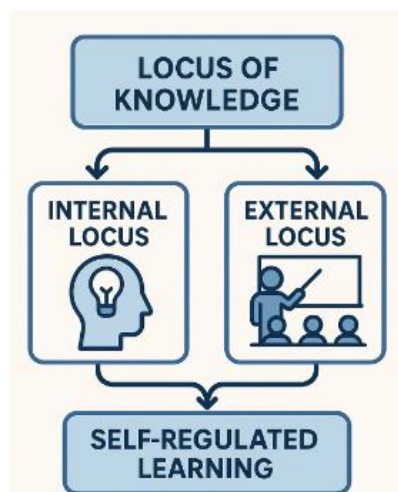 LOCUS OF
KNOWLEDGE
INTERNAL
LOCUS
EXTERNAL
LOCUS
SELF-REGULATED
LEARNING